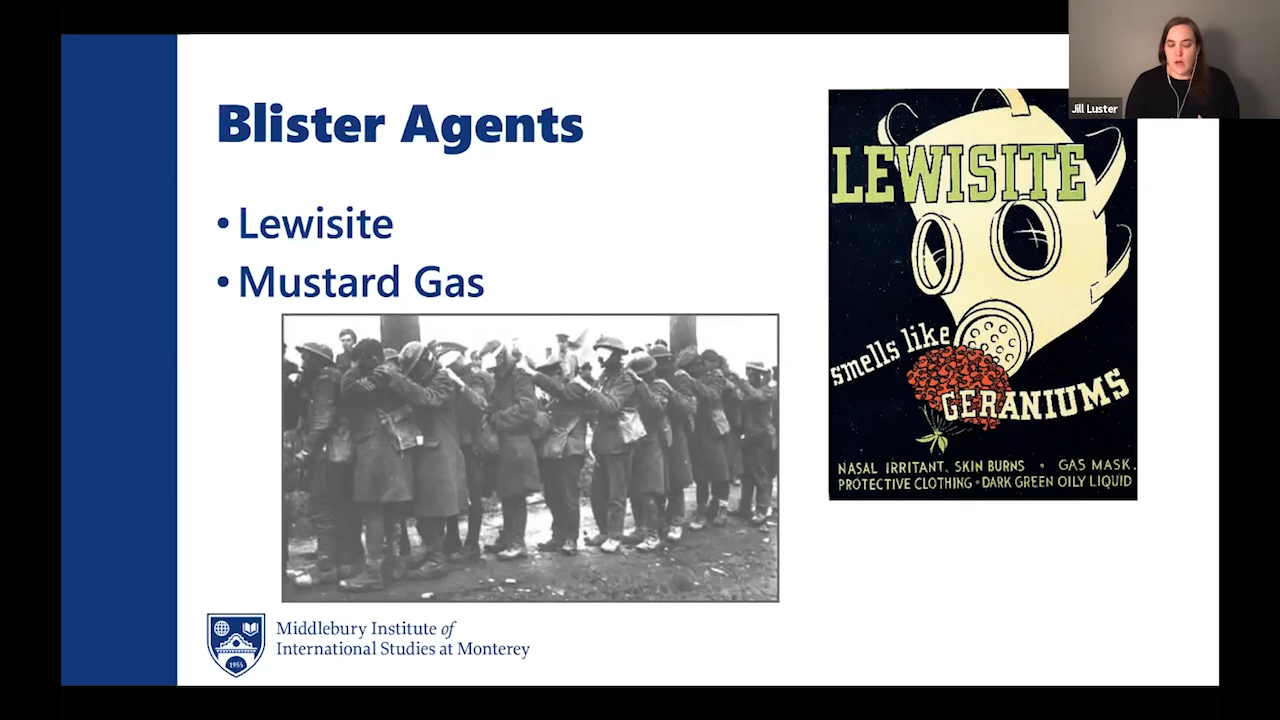 Blister Agents
• Lewisite
• Mustard Gas
LEWISITE
smells like
GERANIUMS
NASAL IRRITANT, SKIN BURNS • GAS MASK.
PROTECTIVE CLOTHING • DARK GREEN OILY LIQUID
1955
Middlebury Institute of
International Studies at Monterey
Jill Luster